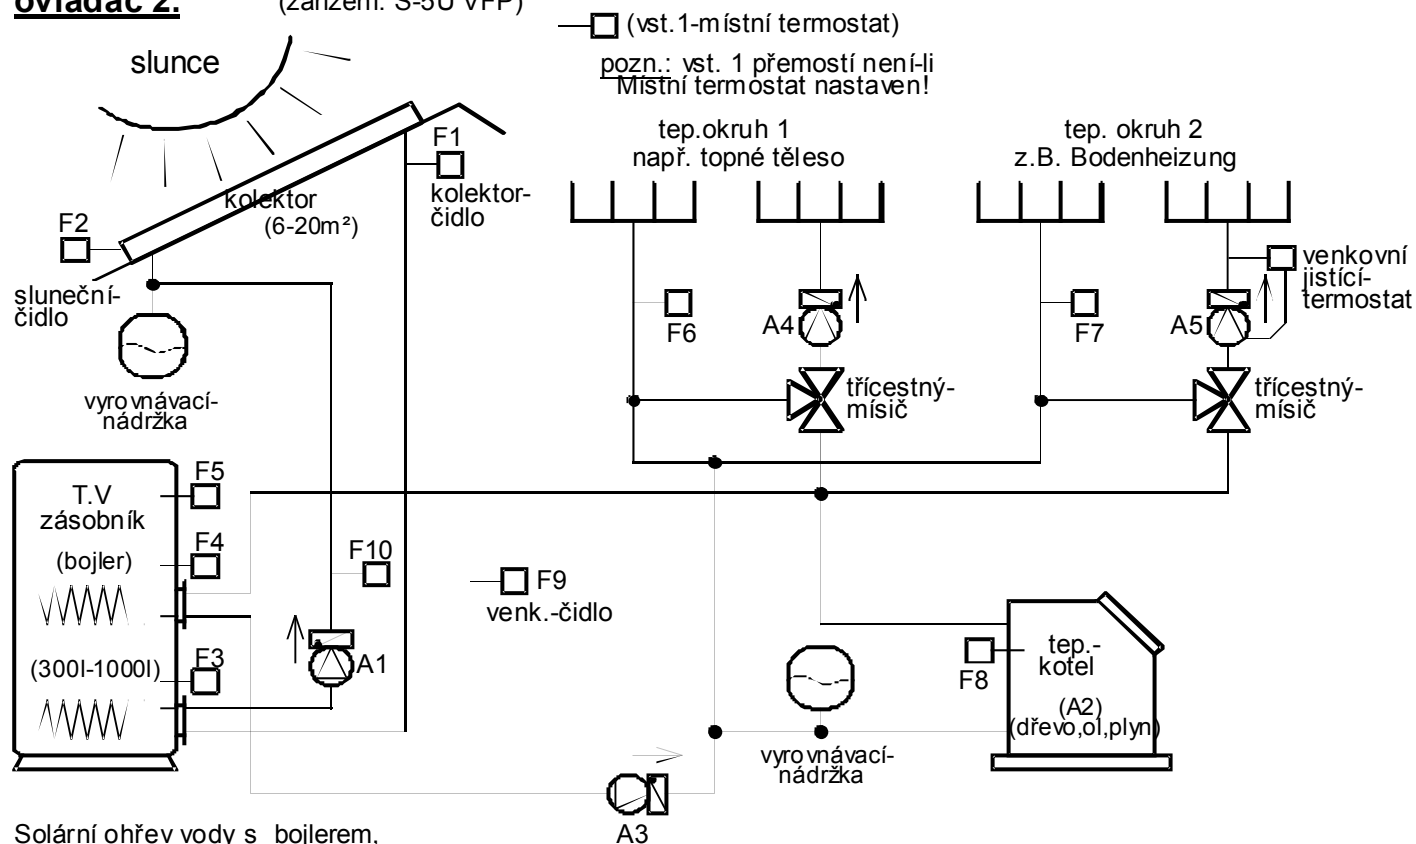 ovladač 2.
(zařízem. S-5U VFP)
(vst.1-místní termostat)
pozn.: vst. 1 přemostí není-li
Místní termostat nastaven!
slunce
F1
kolektor-
čidlo
kolektor
(6-20m²)
F2
sluneční-
čidlo
vyrovnávací-
nádržka
tep.okruh 1
např. topné těleso
tep. okruh 2
z.B. Bodenheizung
venkovní
jistící-
termostat
F6
A4
F7
A5
třícestný-
mísič
třícestný-
mísič
T.V
zásobník
(bojler)
(300l-1000l)
F5
F4
F3
F10
A1
F9
venk.-čidlo
F8
tep.-
kotel
(A2)
(dřevo,ol,plyn)
vyrovnávací-
nádržka
A3
Solární ohřev vody s bojlerem,